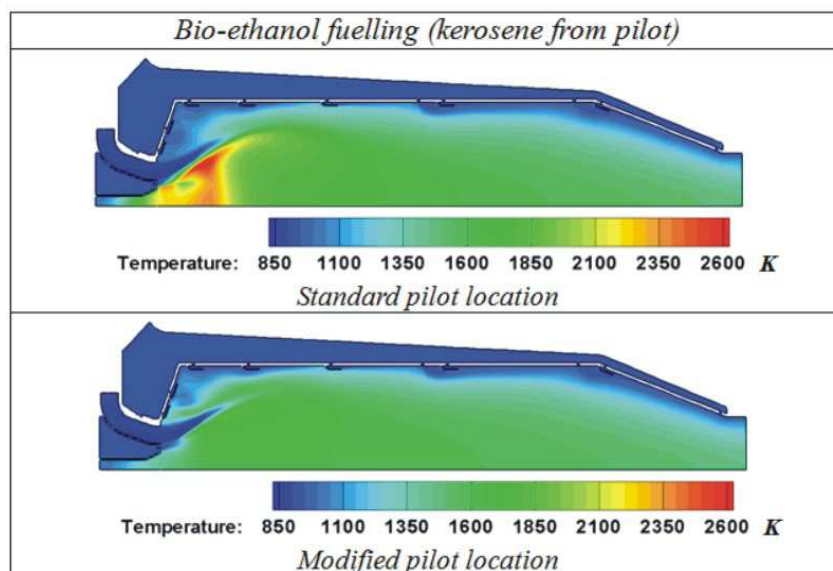 Bio-ethanol fuelling (kerosene from pilot)
Temperature: 850 1100 1350 1600 1850 2100 2350 2600 K
Standard pilot location
Temperature: 850 1100 1350 1600 1850 2100 2350 2600 K
Modified pilot location